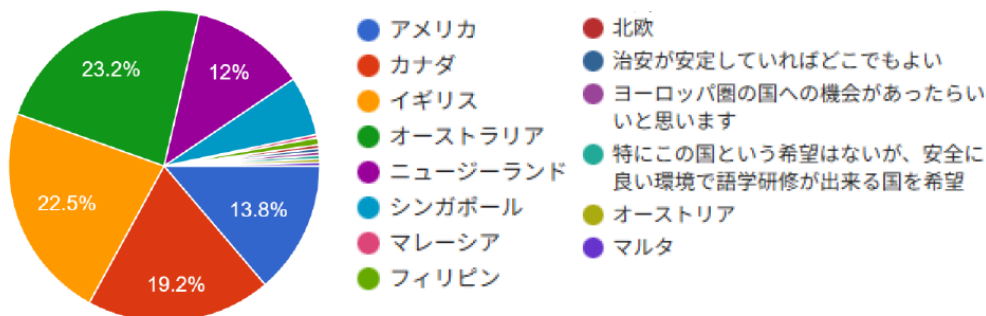 23.2%
12%
22.5%
13.8%
19.2%
アメリカ
カナダ
イギリス
オーストラリア
ニュージーランド
シンガポール
マレーシア
フィリピン
北欧
治安が安定していればどこでもよい
ヨーロッパ圏の国への機会があったらい
いと思います
特にこの国という希望はないが、安全に
良い環境で語学研修が出来る国を希望
オーストリア
マルタ